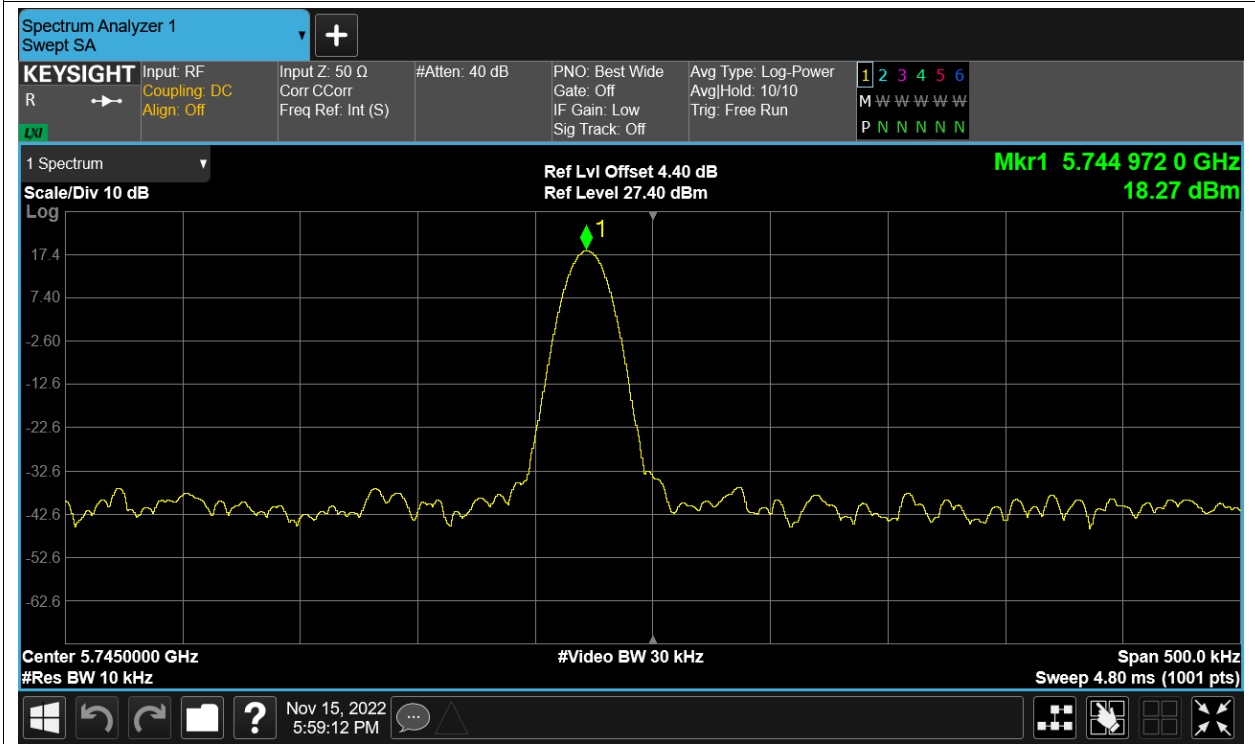 Spectrum Analyzer 1
Swept SA
+
KEYSIGHT
R
LXI
Input: RF
Coupling: DC
Align: Off
Input Z: 50 Ω
Corr CCorr
Freq Ref: Int (S)
#Atten: 40 dB
PNO: Best Wide
Gate: Off
IF Gain: Low
Sig Track: Off
Avg Type: Log-Power
Avg|Hold: 10/10
Trig: Free Run
1 2 3 4 5 6
M W W W W W
P N N N N N
1 Spectrum
Scale/Div 10 dB
Log
Ref Lvl Offset 4.40 dB
Ref Level 27.40 dBm
Mkr1 5.744 972 0 GHz
18.27 dBm
1
17.4
7.40
-2.60
-12.6
-22.6
-32.6
-42.6
-52.6
-62.6
Center 5.7450000 GHz
#Res BW 10 kHz
#Video BW 30 kHz
Span 500.0 kHz
Sweep 4.80 ms (1001 pts)
?
Nov 15, 2022
5:59:12 PM